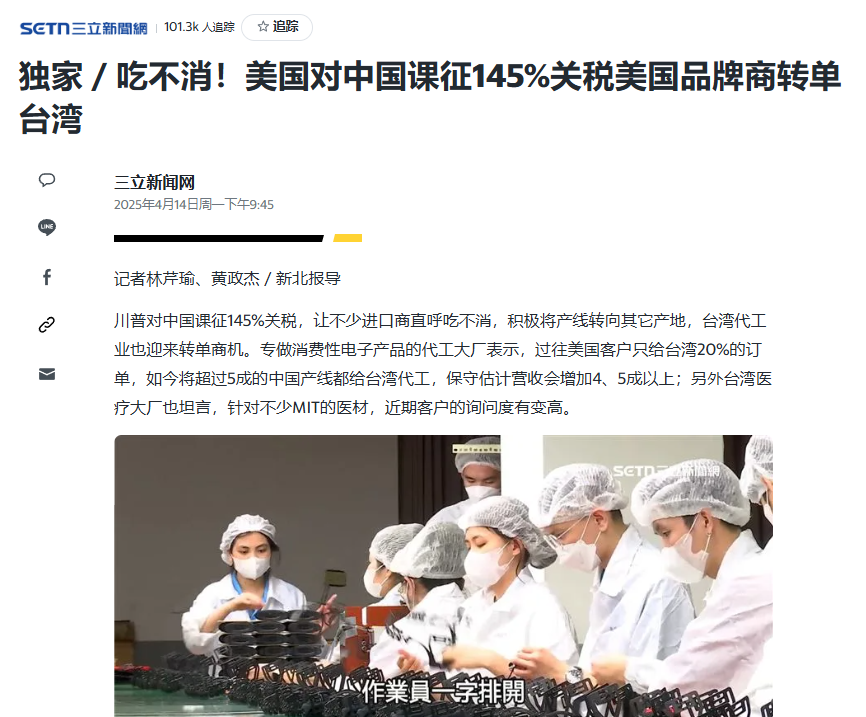 SETN三立新聞網 101.3k 人追踪 追踪
独家 / 吃不消！美国对中国课征145%关税美国品牌商转单
台湾
三立新闻网
2025年4月14日周一下午9:45
LINE
记者林芹瑜、黄政杰 / 新北报导
川普对中国课征145%关税，让不少进口商直呼吃不消，积极将产线转向其它产地，台湾代工
业也迎来转单商机。专做消费性电子产品的代工大厂表示，过往美国客户只给台湾20%的订
单，如今将超过5成的中国产线都给台湾代工，保守估计营收会增加4、5成以上；另外台湾医
疗大厂也坦言，针对不少MIT的医材，近期客户的询问度有变高。
SETN三立新聞網
作業員一字排開